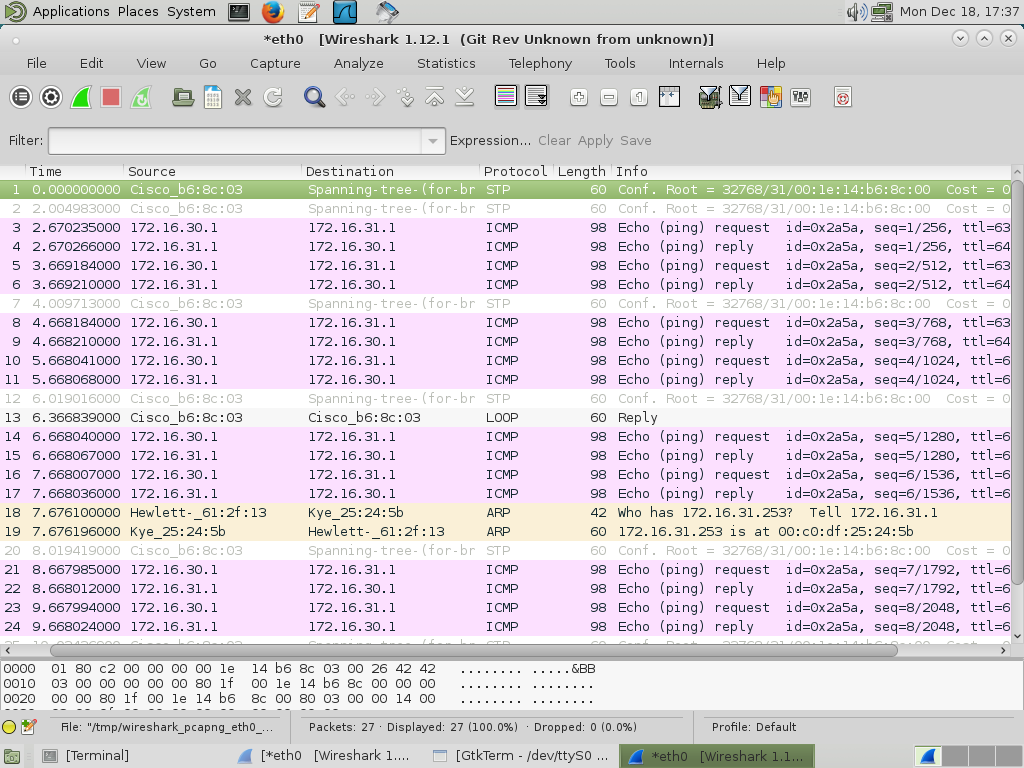 Applications Places System Mon Dec 18, 17:37
*eth0 [Wireshark 1.12.1 (Git Rev Unknown from unknown)]
File Edit View Go Capture Analyze Statistics Telephony Tools Internals Help
Filter: Expression... Clear Apply Save
Time Source Destination Protocol Length Info
1 0.000000000 Cisco_b6:8c:03 Spanning-tree-(for-br STP 60 Conf. Root = 32768/31/00:1e:14:b6:8c:00 Cost = 0
2 2.004983000 Cisco_b6:8c:03 Spanning-tree-(for-br STP 60 Conf. Root = 32768/31/00:1e:14:b6:8c:00 Cost = 0
3 2.670235000 172.16.30.1 172.16.31.1 ICMP 98 Echo (ping) request id=0x2a5a, seq=1/256, ttl=63
4 2.670266000 172.16.31.1 172.16.30.1 ICMP 98 Echo (ping) reply id=0x2a5a, seq=1/256, ttl=64
5 3.669184000 172.16.30.1 172.16.31.1 ICMP 98 Echo (ping) request id=0x2a5a, seq=2/512, ttl=63
6 3.669210000 172.16.31.1 172.16.30.1 ICMP 98 Echo (ping) reply id=0x2a5a, seq=2/512, ttl=64
7 4.009713000 Cisco_b6:8c:03 Spanning-tree-(for-br STP 60 Conf. Root = 32768/31/00:1e:14:b6:8c:00 Cost = 0
8 4.668184000 172.16.30.1 172.16.31.1 ICMP 98 Echo (ping) request id=0x2a5a, seq=3/768, ttl=63
9 4.668210000 172.16.31.1 172.16.30.1 ICMP 98 Echo (ping) reply id=0x2a5a, seq=3/768, ttl=64
10 5.668041000 172.16.30.1 172.16.31.1 ICMP 98 Echo (ping) request id=0x2a5a, seq=4/1024, ttl=6
11 5.668068000 172.16.31.1 172.16.30.1 ICMP 98 Echo (ping) reply id=0x2a5a, seq=4/1024, ttl=6
12 6.019016000 Cisco_b6:8c:03 Spanning-tree-(for-br STP 60 Conf. Root = 32768/31/00:1e:14:b6:8c:00 Cost = 0
13 6.366839000 Cisco_b6:8c:03 Cisco_b6:8c:03 LOOP 60 Reply
14 6.668040000 172.16.30.1 172.16.31.1 ICMP 98 Echo (ping) request id=0x2a5a, seq=5/1280, ttl=6
15 6.668067000 172.16.31.1 172.16.30.1 ICMP 98 Echo (ping) reply id=0x2a5a, seq=5/1280, ttl=6
16 7.668007000 172.16.30.1 172.16.31.1 ICMP 98 Echo (ping) request id=0x2a5a, seq=6/1536, ttl=6
17 7.668036000 172.16.31.1 172.16.30.1 ICMP 98 Echo (ping) reply id=0x2a5a, seq=6/1536, ttl=6
18 7.676100000 Hewlett-_61:2f:13 Kye_25:24:5b ARP 42 Who has 172.16.31.253? Tell 172.16.31.1
19 7.676196000 Kye_25:24:5b Hewlett-_61:2f:13 ARP 60 172.16.31.253 is at 00:c0:df:25:24:5b
20 8.019419000 Cisco_b6:8c:03 Spanning-tree-(for-br STP 60 Conf. Root = 32768/31/00:1e:14:b6:8c:00 Cost = 0
21 8.667985000 172.16.30.1 172.16.31.1 ICMP 98 Echo (ping) request id=0x2a5a, seq=7/1792, ttl=6
22 8.668012000 172.16.31.1 172.16.30.1 ICMP 98 Echo (ping) reply id=0x2a5a, seq=7/1792, ttl=6
23 9.667994000 172.16.30.1 172.16.31.1 ICMP 98 Echo (ping) request id=0x2a5a, seq=8/2048, ttl=6
24 9.668024000 172.16.31.1 172.16.30.1 ICMP 98 Echo (ping) reply id=0x2a5a, seq=8/2048, ttl=6
0000 01 80 c2 00 00 00 00 1e 14 b6 8c 03 00 26 42 42 ........ .....&BB
0010 03 00 00 00 00 00 80 1f 00 1e 14 b6 8c 00 00 00 ........ ........
0020 00 00 80 1f 00 1e 14 b6 8c 00 80 03 00 00 14 00 ........ ........
File: "/tmp/wireshark_pcapng_eth0_... Packets: 27 · Displayed: 27 (100.0%) · Dropped: 0 (0.0%) Profile: Default
[Terminal] [*eth0 [Wireshark 1.... [GtkTerm - /dev/ttyS0 ... *eth0 [Wireshark 1.1...